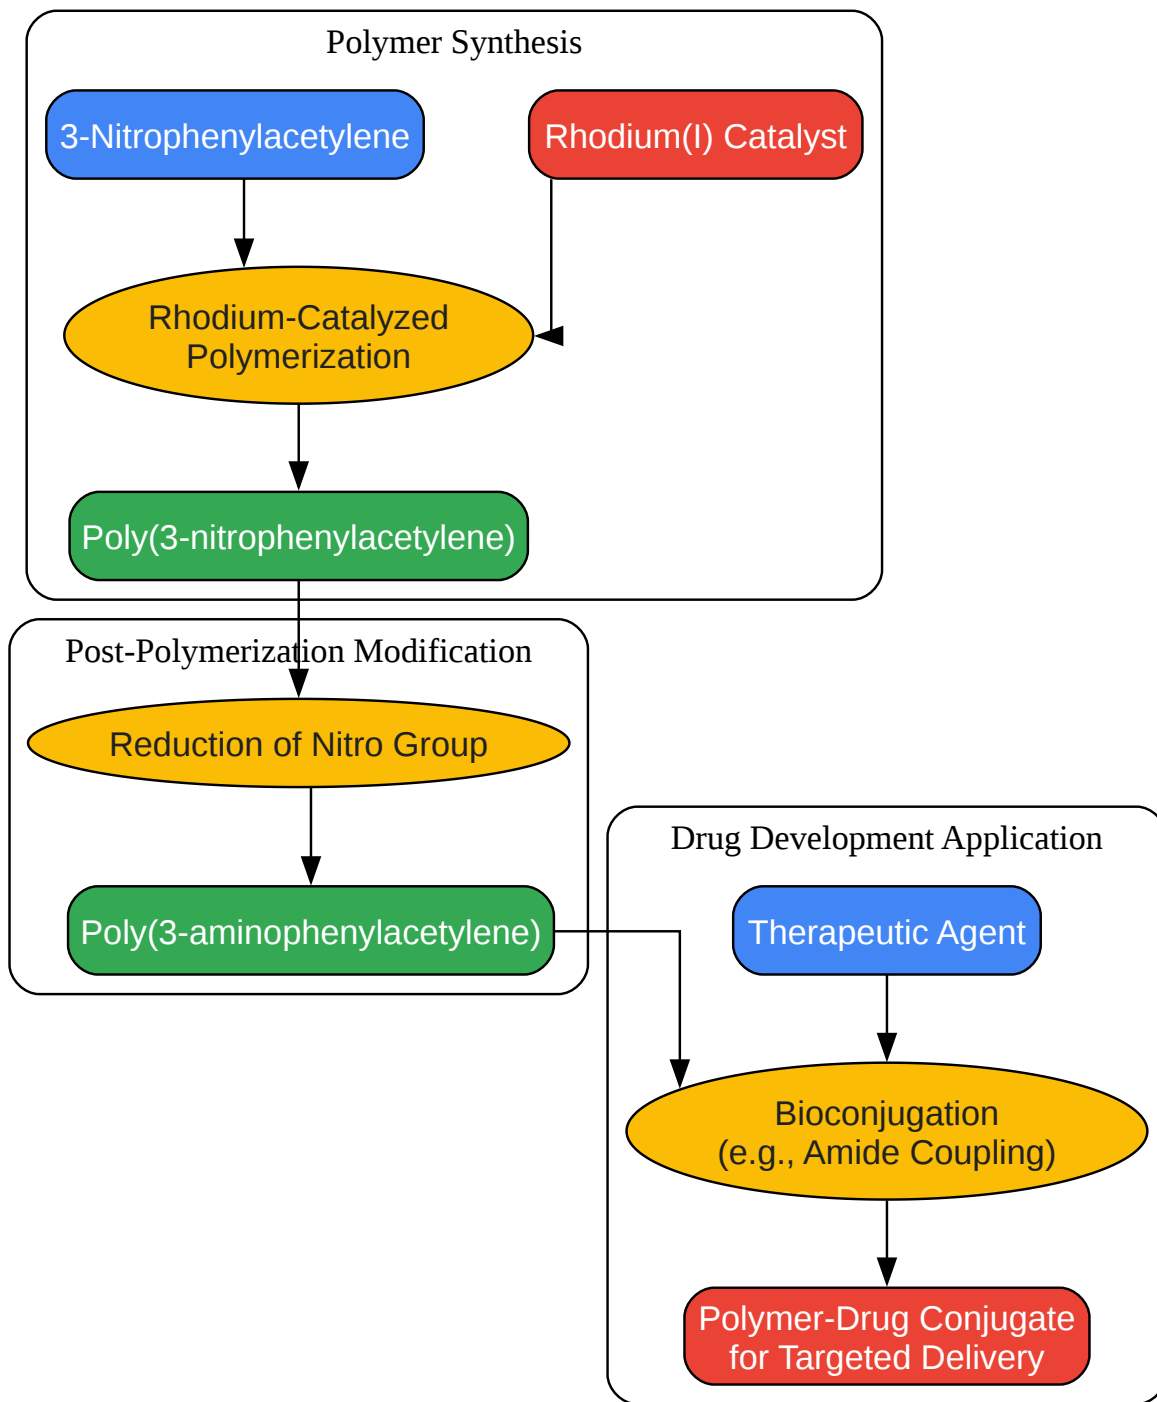 Polymer Synthesis
3-Nitrophenylacetylene
Rhodium(I) Catalyst
Rhodium-Catalyzed
Polymerization
Poly(3-nitrophenylacetylene)
Post-Polymerization Modification
Reduction of Nitro Group
Poly(3-aminophenylacetylene)
Drug Development Application
Therapeutic Agent
Bioconjugation
(e.g., Amide Coupling)
Polymer-Drug Conjugate
for Targeted Delivery